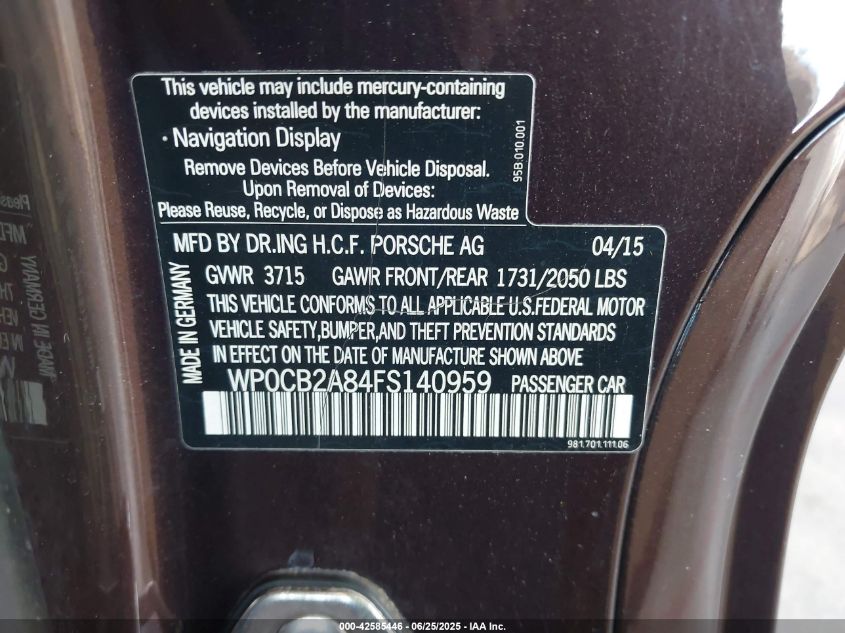 This vehicle may include mercury-containing
devices installed by the manufacturer:
· Navigation Display
Remove Devices Before Vehicle Disposal.
Upon Removal of Devices:
Please Reuse, Recycle, or Dispose as Hazardous Waste
95B.010.001
MFD BY DR.ING H.C.F. PORSCHE AG 04/15
GVWR 3715 GAWR FRONT/REAR 1731/2050 LBS
THIS VEHICLE CONFORMS TO ALL APPLICABLE U.S.FEDERAL MOTOR
VEHICLE SAFETY,BUMPER,AND THEFT PREVENTION STANDARDS
IN EFFECT ON THE DATE OF MANUFACTURE SHOWN ABOVE
MADE IN GERMANY
WP0CB2A84FS140959 PASSENGER CAR
981.701.111.06
000-42585446 - 06/25/2025 - IAA Inc.